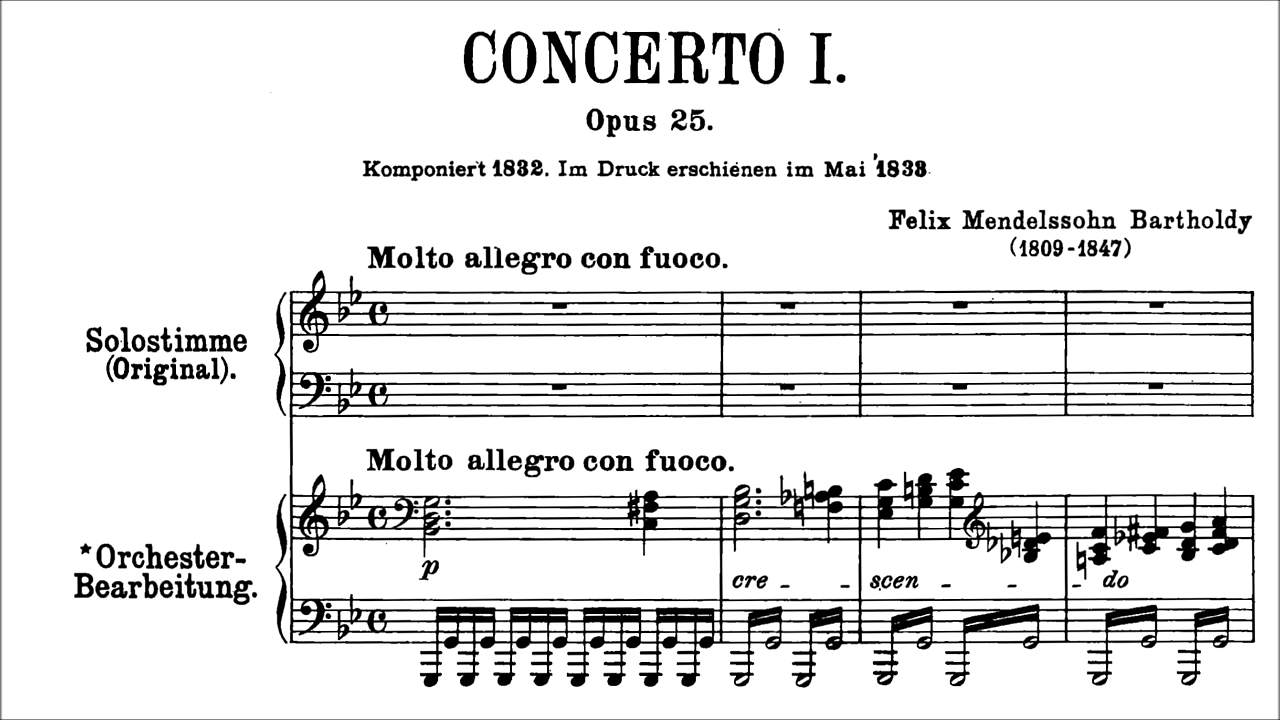 CONCERTO I.
Opus 25.
Komponiert 1832. Im Druck erschienen im Mai 1833
Felix Mendelssohn Bartholdy
(1809-1847)
Molto allegro con fuoco.
Solostimme
(Original).
Molto allegro con fuoco.
*Orchester-
Bearbeitung.
p
cre - - scen - - - - do